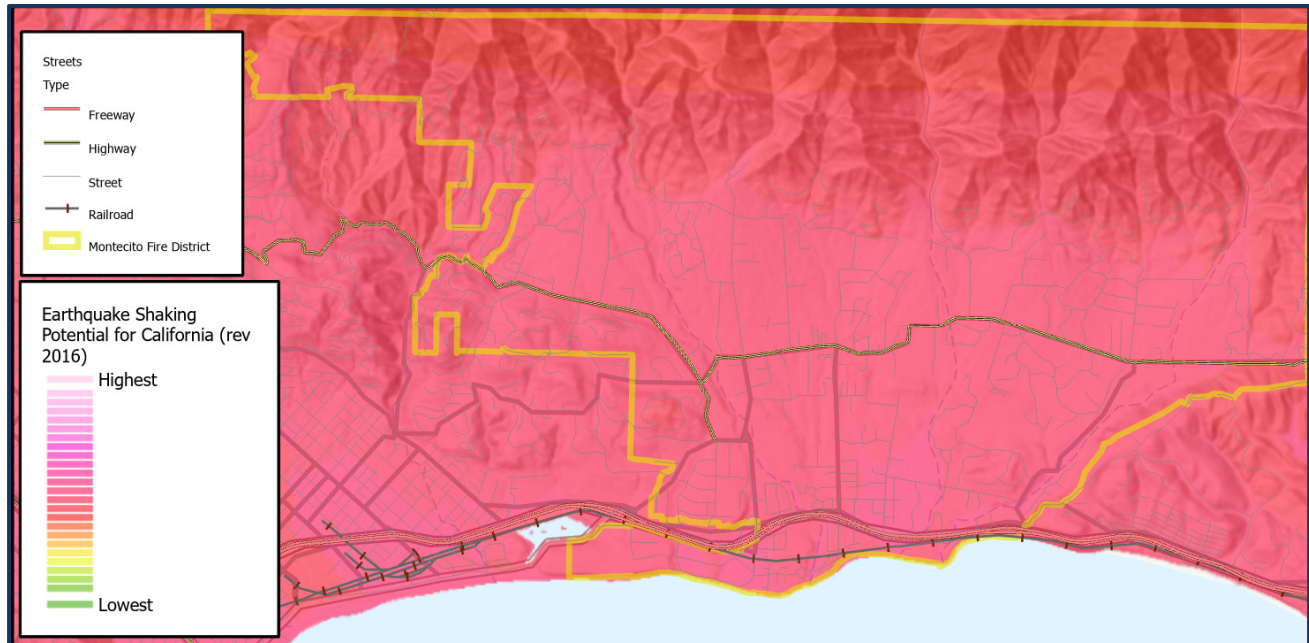 Streets
Type
Freeway
Highway
Street
Railroad
Montecito Fire District
Earthquake Shaking
Potential for California (rev
2016)
Highest
Lowest